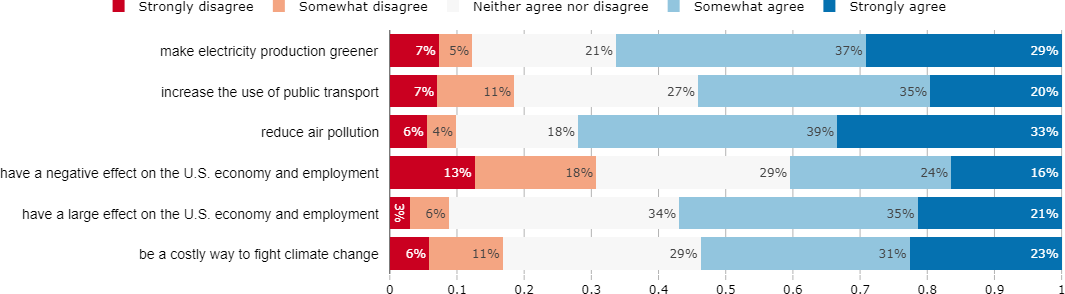 Strongly disagree Somewhat disagree Neither agree nor disagree Somewhat agree Strongly agree
make electricity production greener 7% 5% 21% 37% 29%
increase the use of public transport 7% 11% 27% 35% 20%
reduce air pollution 6% 4% 18% 39% 33%
have a negative effect on the U.S. economy and employment 13% 18% 29% 24% 16%
have a large effect on the U.S. economy and employment 3% 6% 34% 35% 21%
be a costly way to fight climate change 6% 11% 29% 31% 23%
0 0.1 0.2 0.3 0.4 0.5 0.6 0.7 0.8 0.9 1